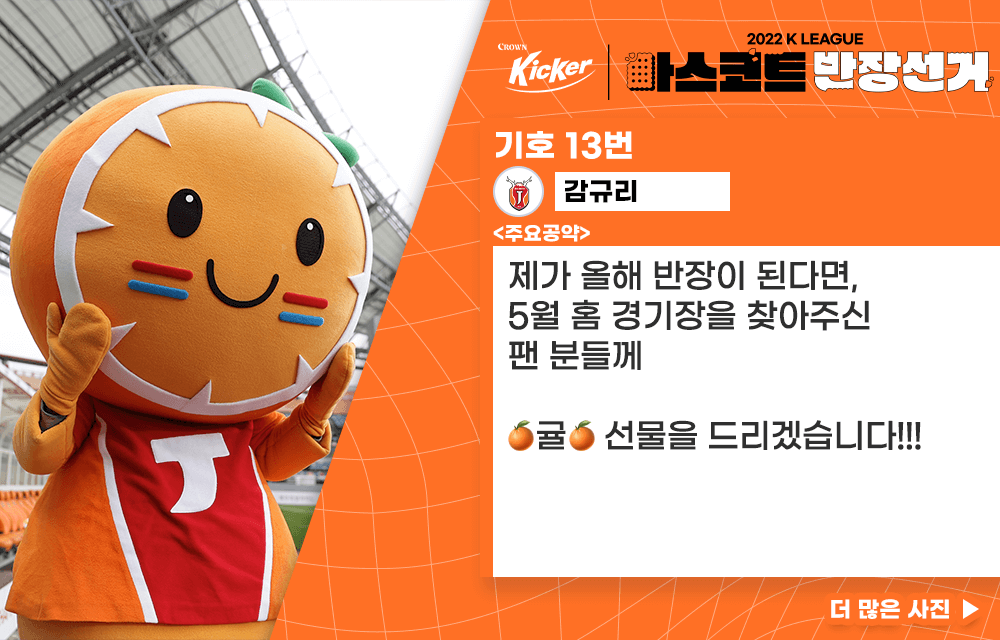 CROWN
Kicker
2022 K LEAGUE
마스코트 반장선거
기호 13번
감규리
<주요공약>
제가 올해 반장이 된다면,
5월 홈 경기장을 찾아주신
팬 분들께
🍊귤🍊 선물을 드리겠습니다!!!
더 많은 사진 ▶
J